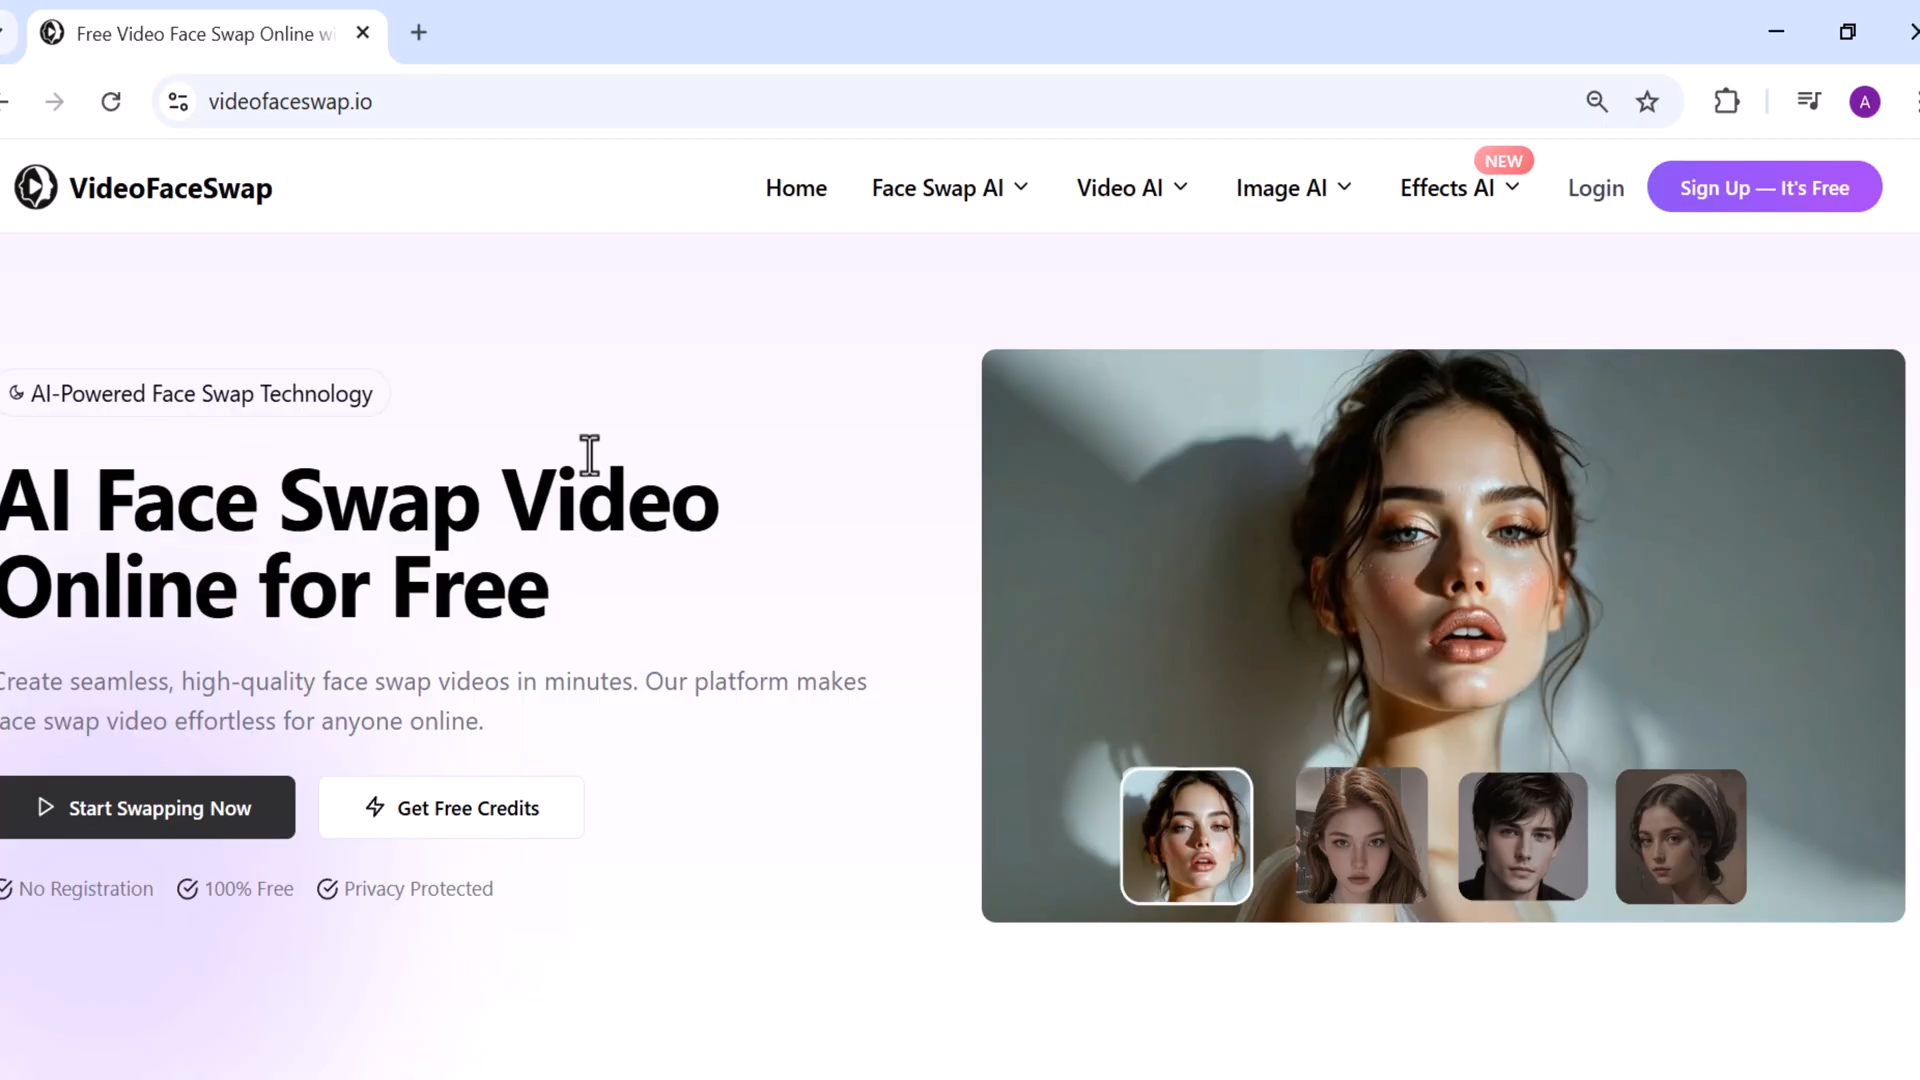 Free Video Face Swap Online wi
videofaceswap.io
A
VideoFaceSwap
Home
Face Swap AI
Video AI
Image AI
Effects AI
NEW
Login
Sign Up — It's Free
AI-Powered Face Swap Technology
AI Face Swap Video
Online for Free
Create seamless, high-quality face swap videos in minutes. Our platform makes
face swap video effortless for anyone online.
Start Swapping Now
Get Free Credits
No Registration
100% Free
Privacy Protected